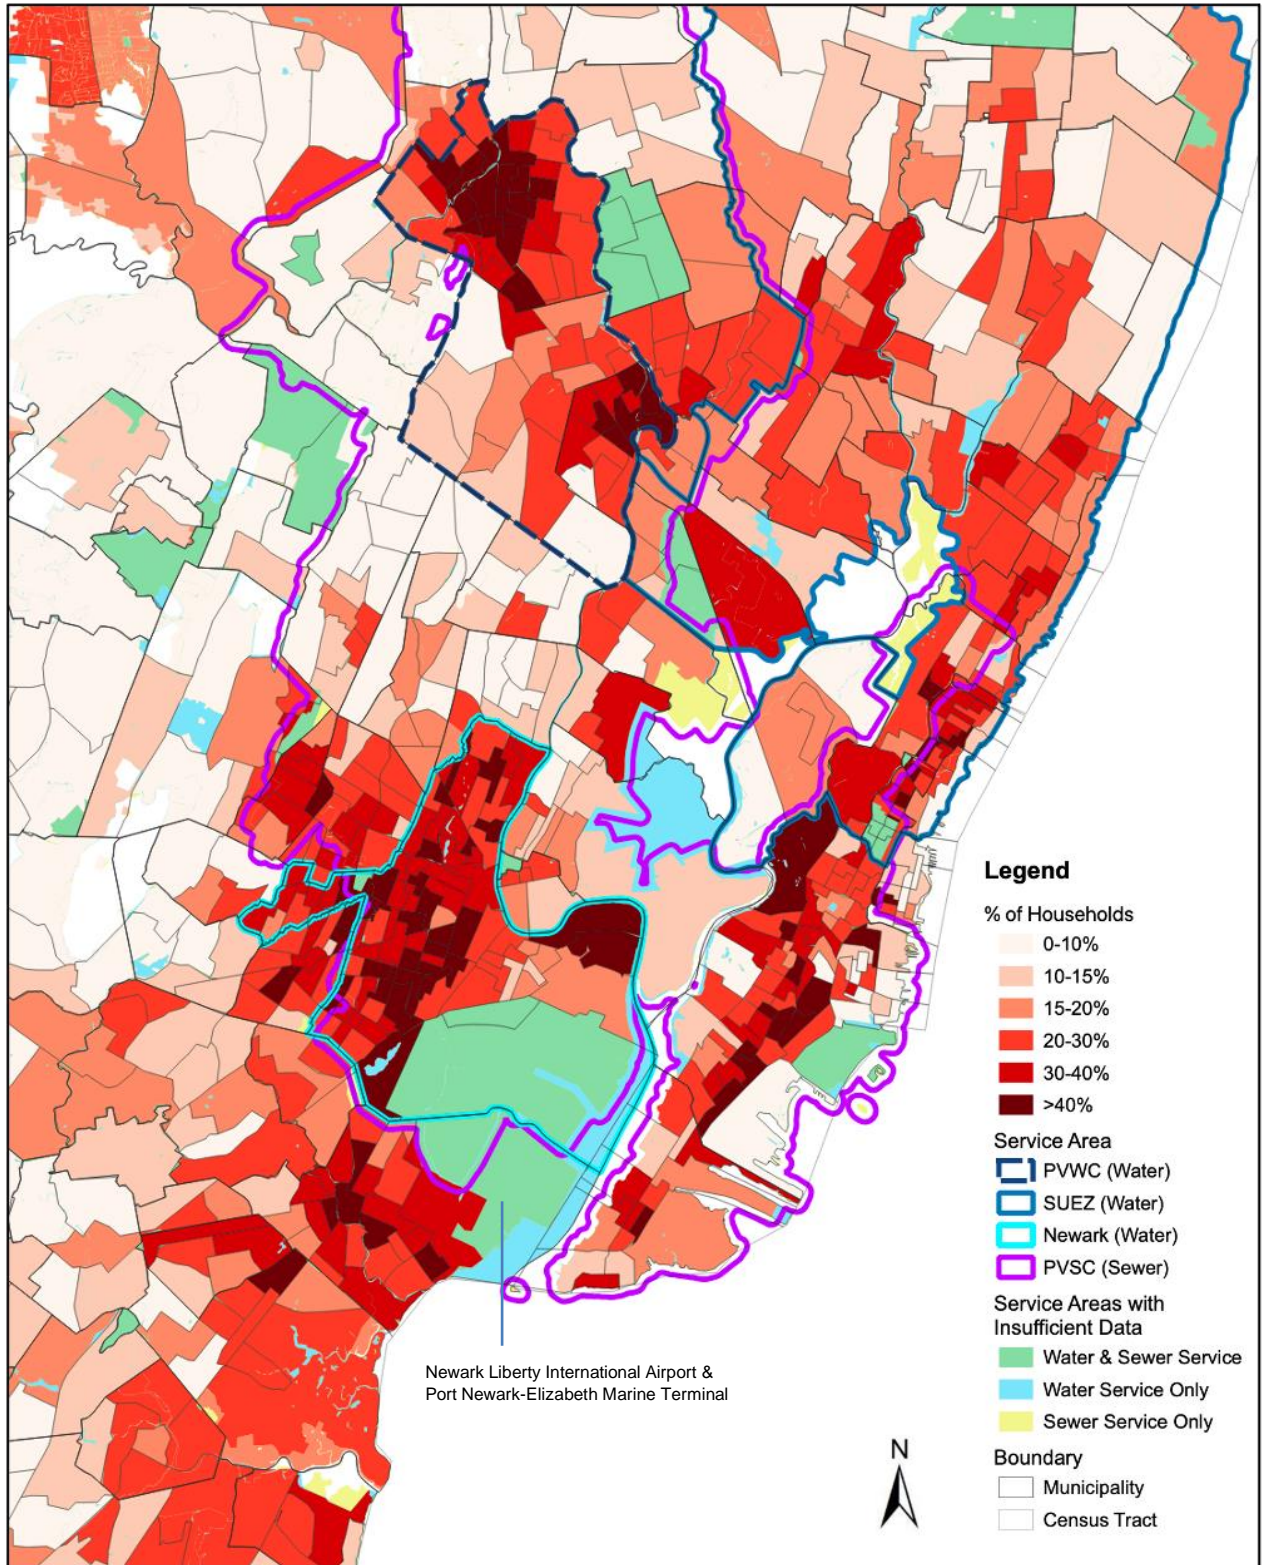 Legend
% of Households
0-10%
10-15%
15-20%
20-30%
30-40%
>40%
Service Area
PVWC (Water)
SUEZ (Water)
Newark (Water)
PVSC (Sewer)
Service Areas with
Insufficient Data
Water & Sewer Service
Water Service Only
Sewer Service Only
Boundary
Municipality
Census Tract
Newark Liberty International Airport &
Port Newark-Elizabeth Marine Terminal
N